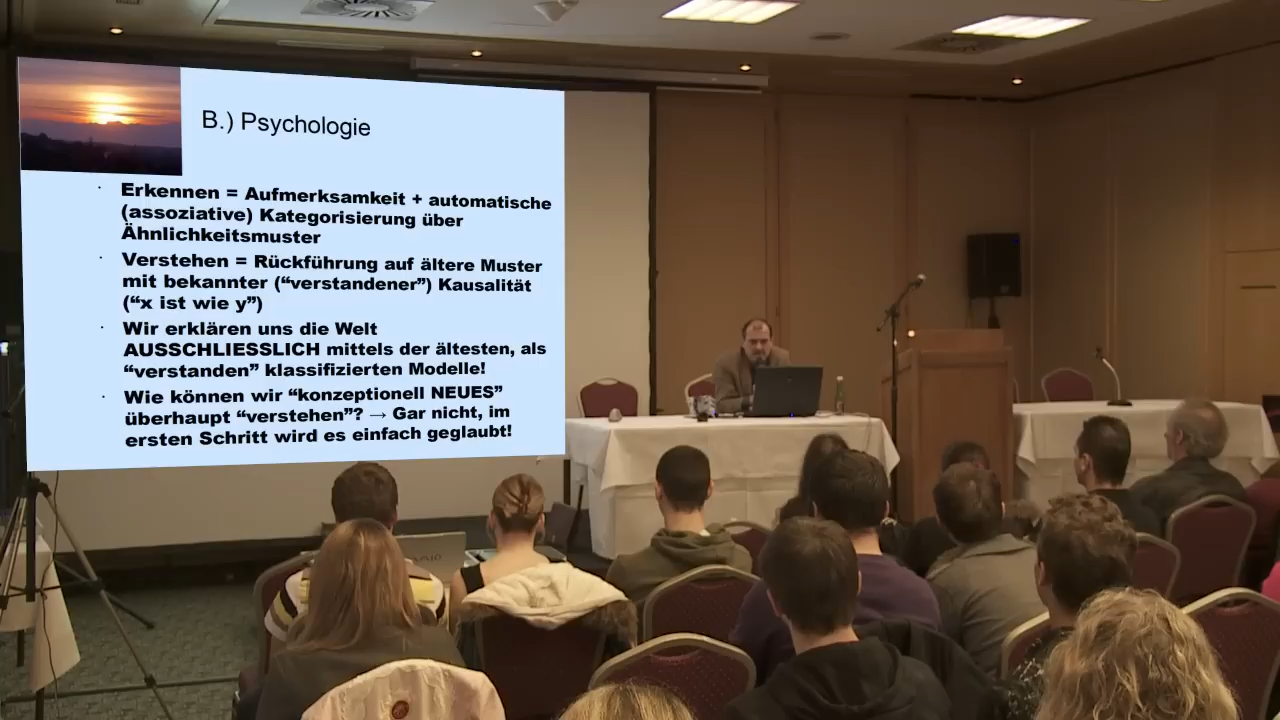 B.) Psychologie
· Erkennen = Aufmerksamkeit + automatische
(assoziative) Kategorisierung über
Ähnlichkeitsmuster
· Verstehen = Rückführung auf ältere Muster
mit bekannter (“verstandener”) Kausalität
(“x ist wie y”)
· Wir erklären uns die Welt
AUSSCHLIESSLICH mittels der ältesten, als
“verstanden” klassifizierten Modelle!
· Wie können wir “konzeptionell NEUES”
überhaupt “verstehen”? → Gar nicht, im
ersten Schritt wird es einfach geglaubt!